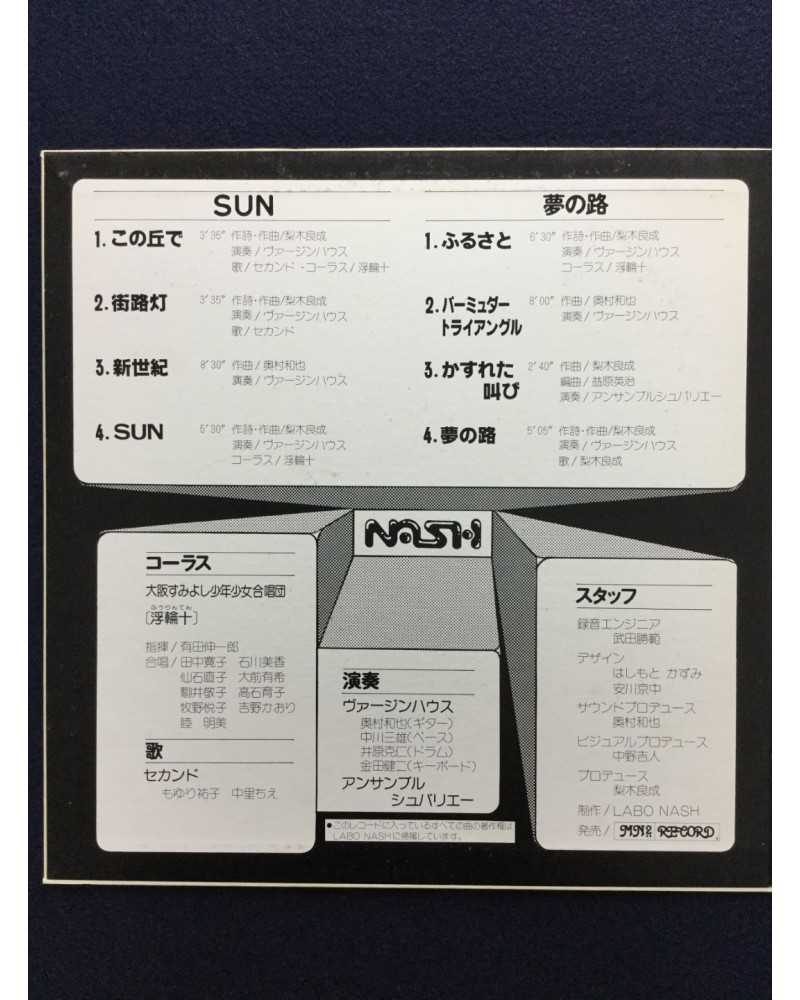 SUN
1.この丘で 3'35" 作詩・作曲/梨木良成
演奏/ヴァージンハウス
歌/セカンド・コーラス/浮輪十
2.街路灯 3'35" 作詩・作曲/梨木良成
演奏/ヴァージンハウス
歌/セカンド
3.新世紀 8'30" 作曲/奥村和也
演奏/ヴァージンハウス
4.SUN 5'30" 作詩・作曲/梨木良成
演奏/ヴァージンハウス
コーラス/浮輪十
夢の路
1.ふるさと 6'30" 作詩・作曲/梨木良成
演奏/ヴァージンハウス
コーラス/浮輪十
2.バーミュダー 8'00" 作曲/奥村和也
トライアングル 演奏/ヴァージンハウス
3.かすれた 2'40" 作曲/梨木良成
叫び 編曲/益原英治
演奏/アンサンブルシュバリエー
4.夢の路 5'05" 作詩・作曲/梨木良成
演奏/ヴァージンハウス
歌/梨木良成
NASH
コーラス
大阪すみよし少年少女合唱団
ふうりんてん
〔浮輪十〕
指揮/有田伸一郎
合唱/田中寛子 石川美香
仙石直子 大前有希
駒井敬子 高石育子
牧野悦子 吉野かおり
睦 明美
歌
セカンド
もゆり祐子 中里ちえ
演奏
ヴァージンハウス
奥村和也(ギター)
中川三雄(ベース)
井原克仁(ドラム)
金田健二(キーボード)
アンサンブル
シュバリエー
●このレコードに入っているすべての曲の著作権は
LABO NASHに帰属しています。
スタッフ
録音エンジニア
武田勝範
デザイン
はしもと かずみ
安川京中
サウンドプロデュース
奥村和也
ビジュアルプロデュース
中野吉人
プロデュース
梨木良成
制作/LABO NASH
発売/ RECORD